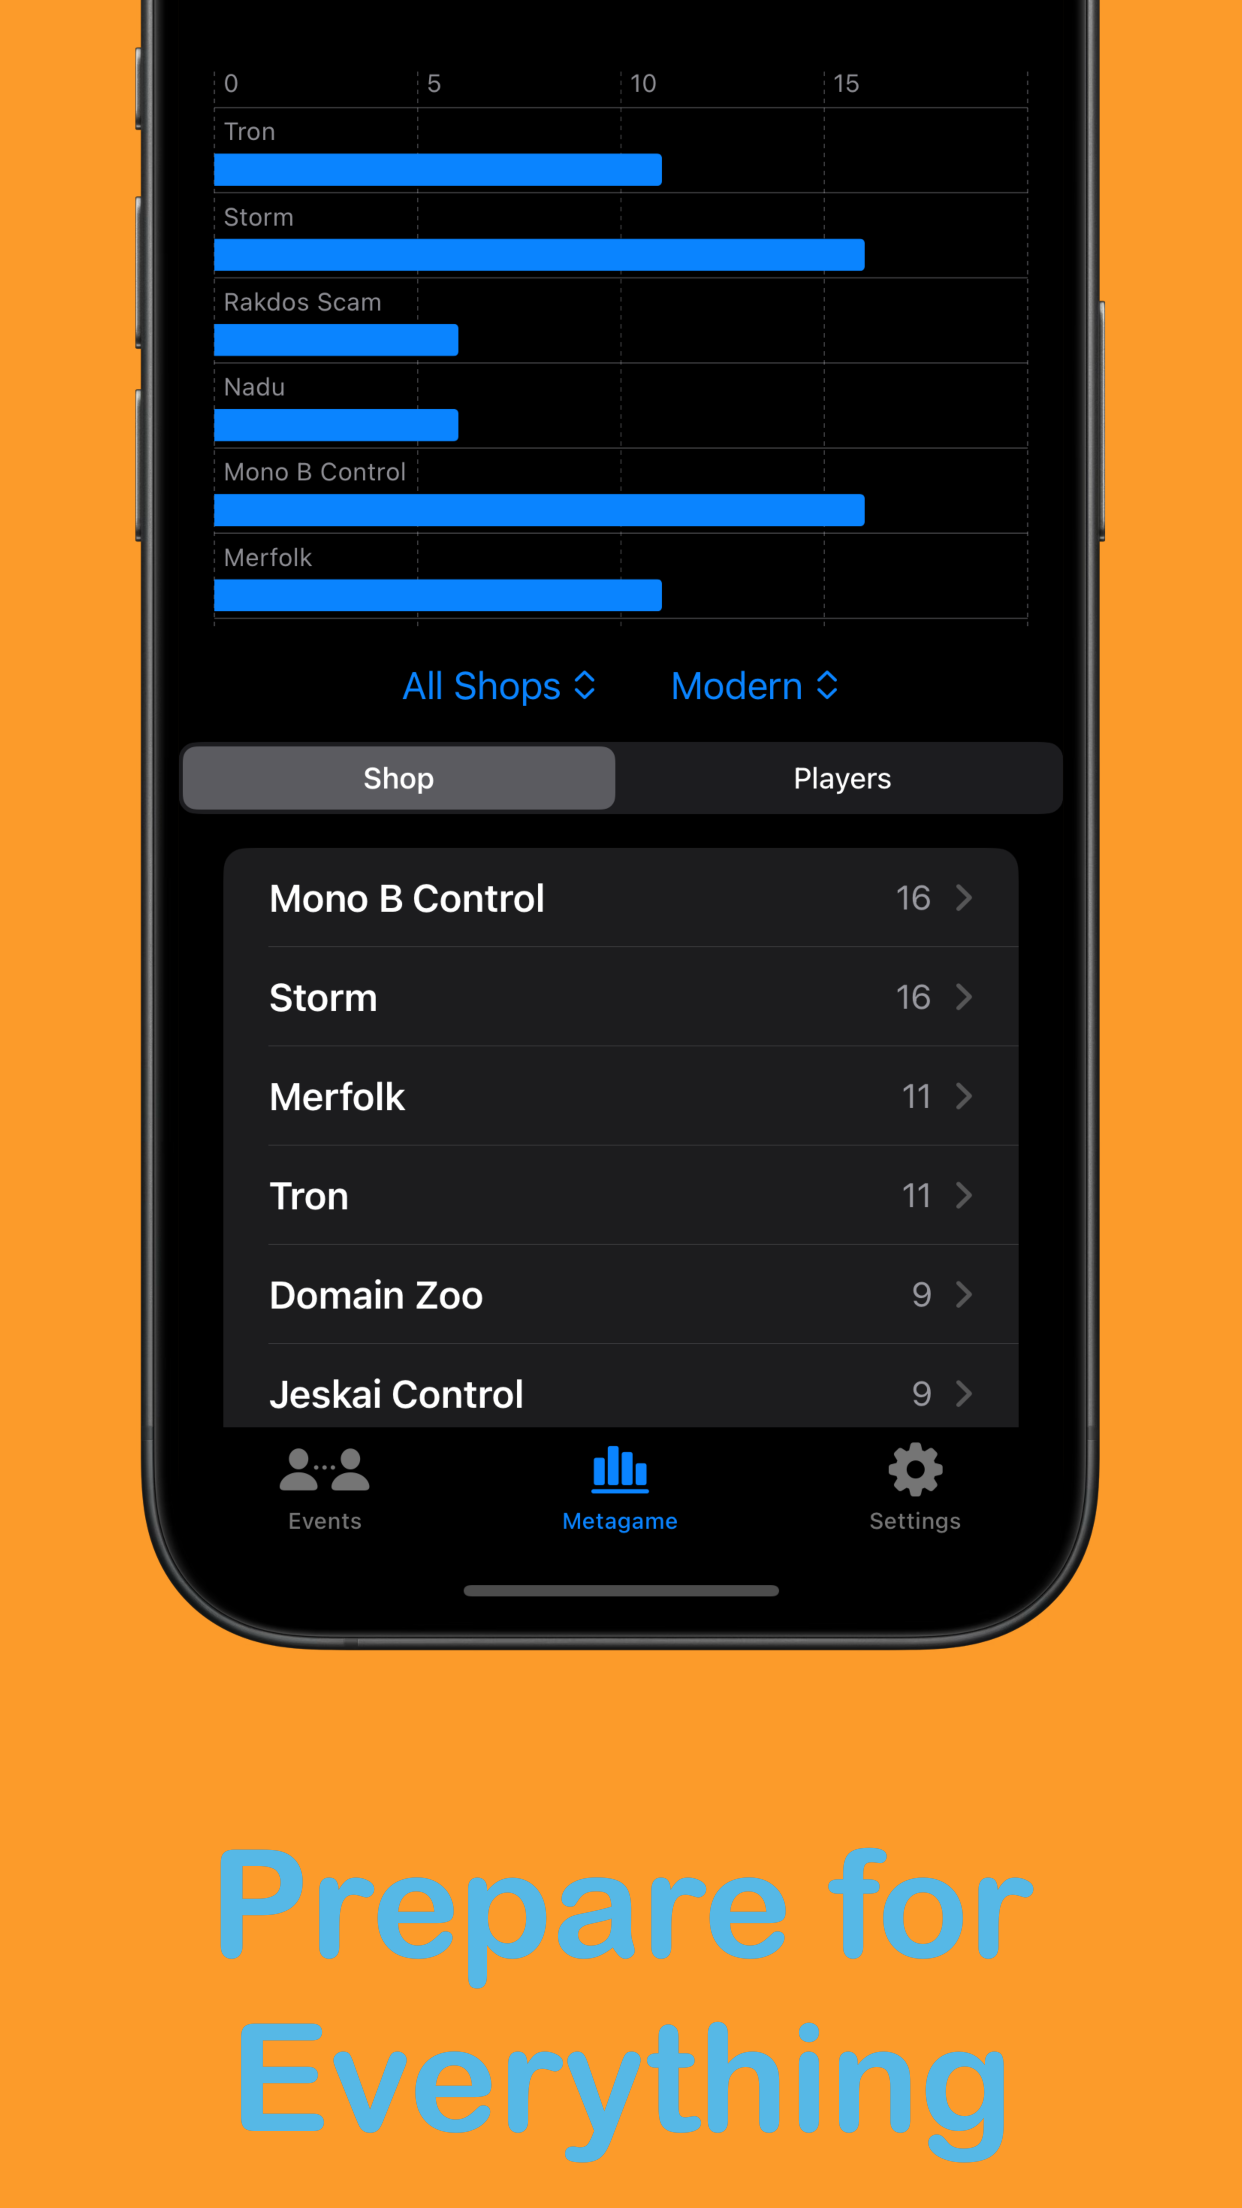 0 5 10 15
Tron
Storm
Rakdos Scam
Nadu
Mono B Control
Merfolk
All Shops Modern
Shop Players
Mono B Control 16
Storm 16
Merfolk 11
Tron 11
Domain Zoo 9
Jeskai Control 9
Events Metagame Settings
Prepare for
Everything